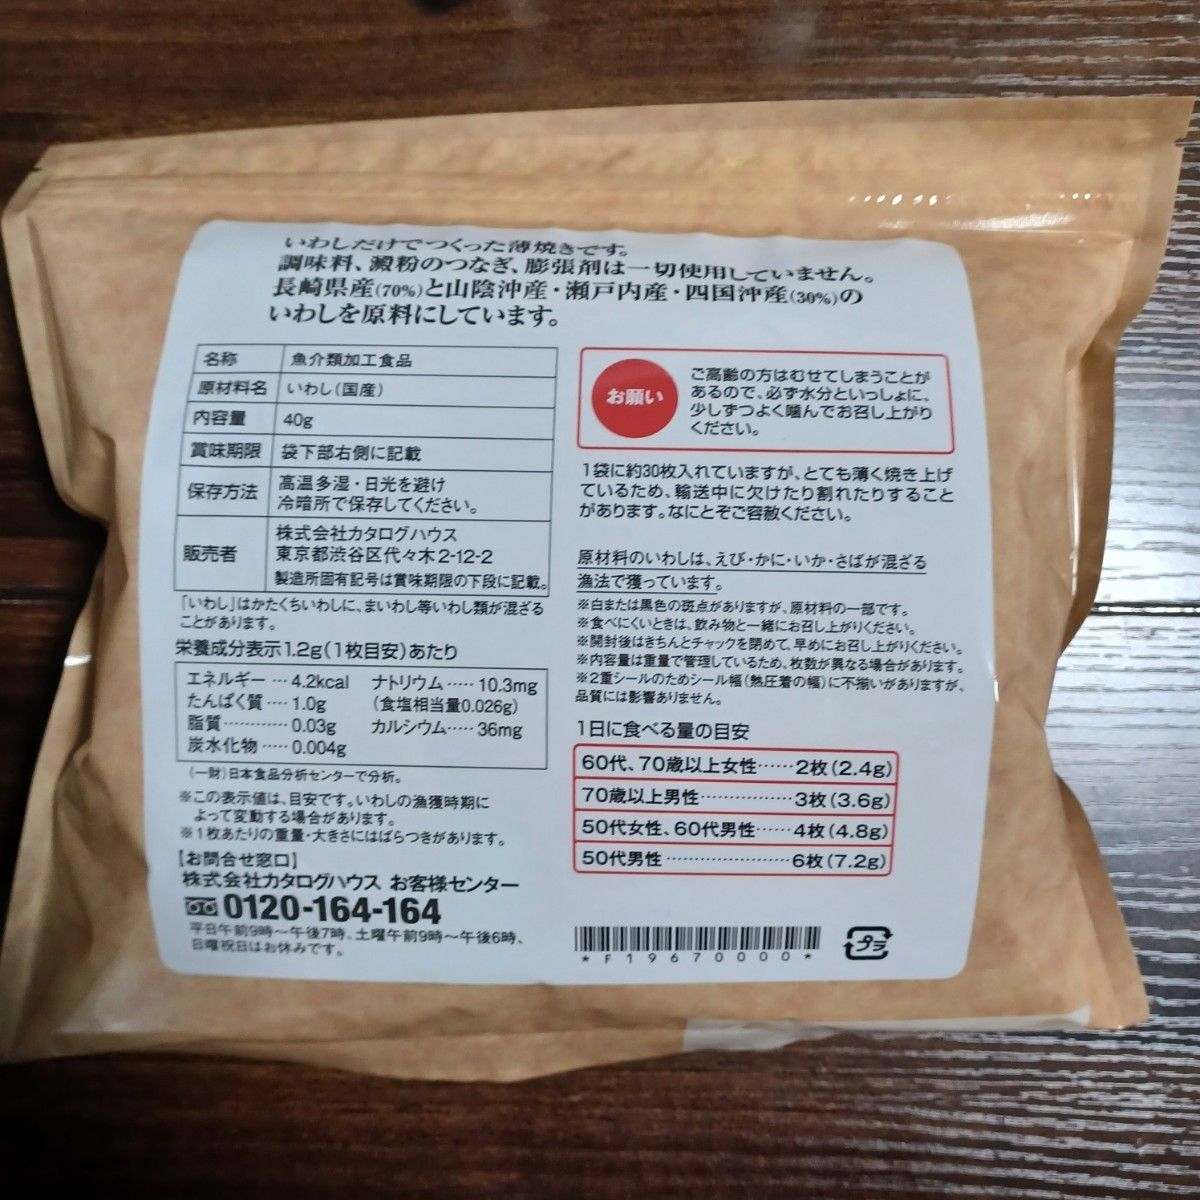 いわしだけでつくった薄焼きです。
調味料、澱粉のつなぎ、膨張剤は一切使用していません。
長崎県産(70%)と山陰沖産・瀬戸内産・四国沖産(30%)の
いわしを原料にしています。
名称 魚介類加工食品
原材料名 いわし(国産)
内容量 40g
賞味期限 袋下部右側に記載
保存方法 高温多湿・日光を避け
冷暗所で保存してください。
販売者 株式会社カタログハウス
東京都渋谷区代々木2-12-2
製造所固有記号は賞味期限の下段に記載。
「いわし」はかたくちいわしに、まいわし等いわし類が混ざる
ことがあります。
栄養成分表示1.2g(1枚目安)あたり
エネルギー…4.2kcal ナトリウム……10.3mg
たんぱく質……1.0g (食塩相当量0.026g)
脂質…………0.03g カルシウム……36mg
炭水化物……0.004g
(一財)日本食品分析センターで分析。
※この表示値は、目安です。いわしの漁獲時期に
よって変動する場合があります。
※1枚あたりの重量・大きさにはばらつきがあります。
【お問合せ窓口】
株式会社カタログハウス お客様センター
0120-164-164
平日午前9時〜午後7時、土曜午前9時〜午後6時、
日曜祝日はお休みです。
お願い
ご高齢の方はむせてしまうことが
あるので、必ず水分といっしょに、
少しずつよく噛んでお召し上がり
ください。
1袋に約30枚入れていますが、とても薄く焼き上げ
ているため、輸送中に欠けたり割れたりすること
があります。なにとぞご容赦ください。
原材料のいわしは、えび・かに・いか・さばが混ざる
漁法で獲っています。
※白または黒色の斑点がありますが、原材料の一部です。
※食べにくいときは、飲み物と一緒にお召し上がりください。
※開封後はきちんとチャックを閉めて、早めにお召し上がりください。
※内容量は重量で管理しているため、枚数が異なる場合があります。
※2重シールのためシール幅(熱圧着の幅)に不揃いがありますが、
品質には影響ありません。
1日に食べる量の目安
60代、70歳以上女性……2枚(2.4g)
70歳以上男性……………3枚(3.6g)
50代女性、60代男性……4枚(4.8g)
50代男性…………………6枚(7.2g)
*F19670000*
プラ